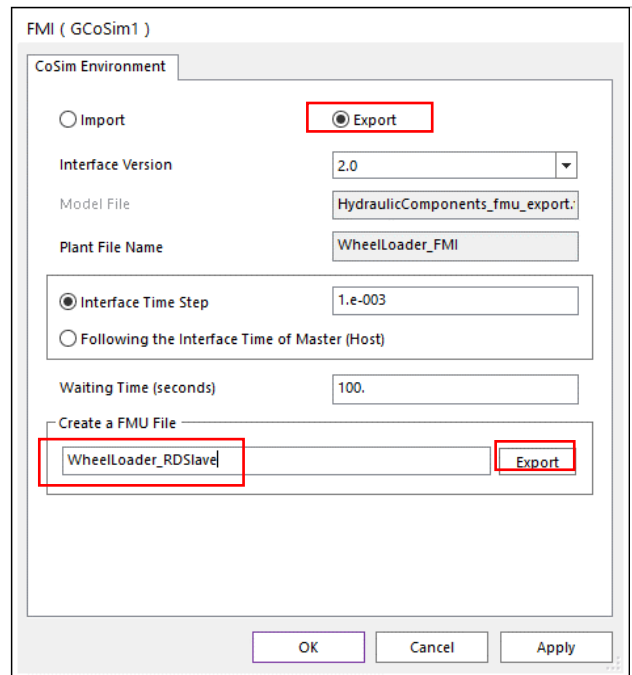 FMI ( GCoSim1 )
CoSim Environment
Import Export
Interface Version 2.0
Model File HydraulicComponents_fmu_export.
Plant File Name WheelLoader_FMI
Interface Time Step 1.e-003
Following the Interface Time of Master (Host)
Waiting Time (seconds) 100.
Create a FMU File
WheelLoader_RDSlave Export
OK Cancel Apply